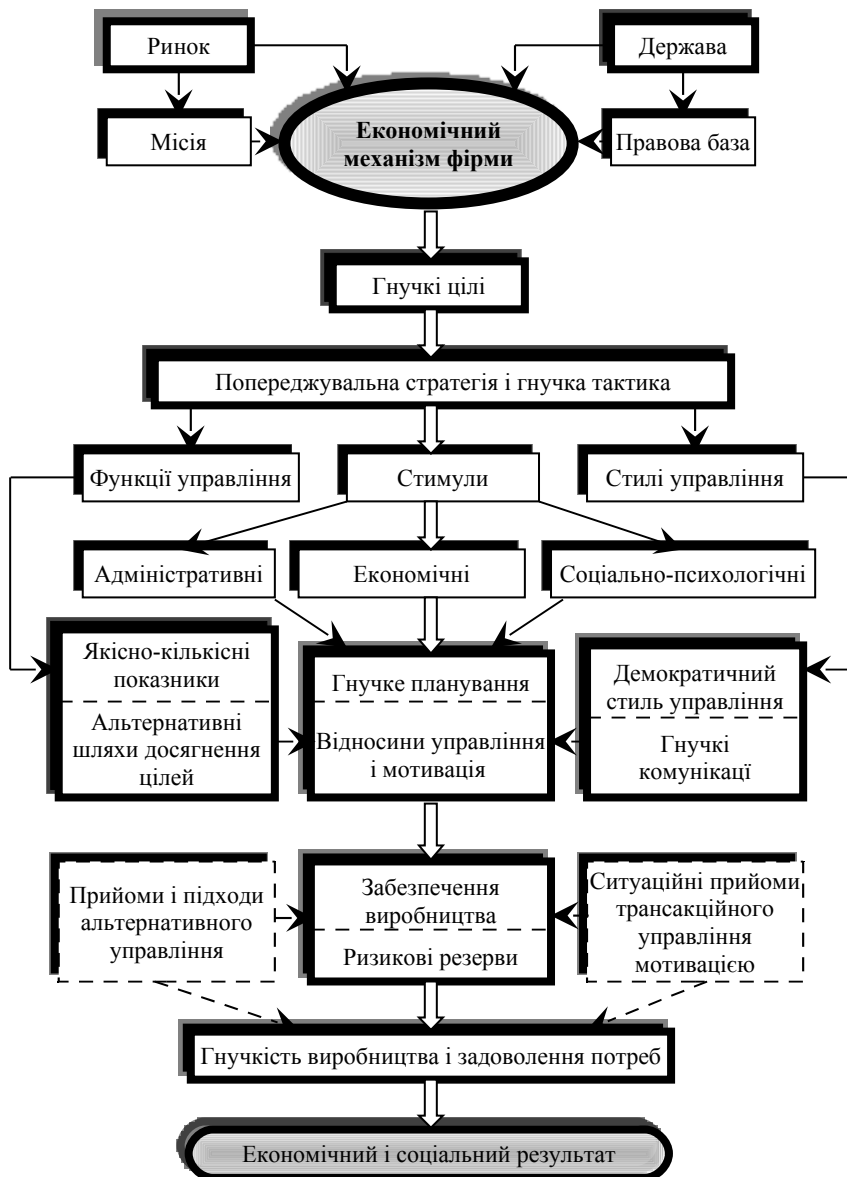 Ринок
Держава
Місія
Економічний
механізм фірми
Правова база
Гнучкі цілі
Попереджувальна стратегія і гнучка тактика
Функції управління
Стимули
Стилі управління
Адміністративні
Економічні
Соціально-психологічні
Якісно-кількісні
показники
Альтернативні
шляхи досягнення
цілей
Гнучке планування
Відносини управління
і мотивація
Демократичний
стиль управління
Гнучкі
комунікаці́ї
Прийоми і підходи
альтернативного
управління
Забезпечення
виробництва
Ризикові резерви
Ситуаційні прийоми
трансакційного
управління
мотивацією
Гнучкість виробництва і задоволення потреб
Економічний і соціальний результат